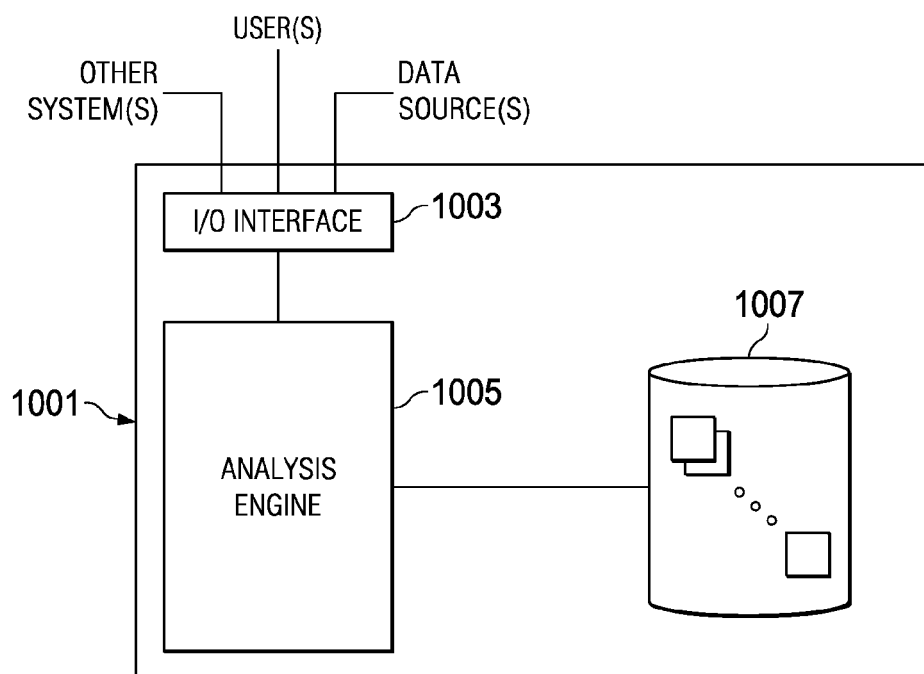 USER(S)
OTHER
SYSTEM(S)
DATA
SOURCE(S)
I/O INTERFACE
1003
1007
1005
1001
ANALYSIS
ENGINE